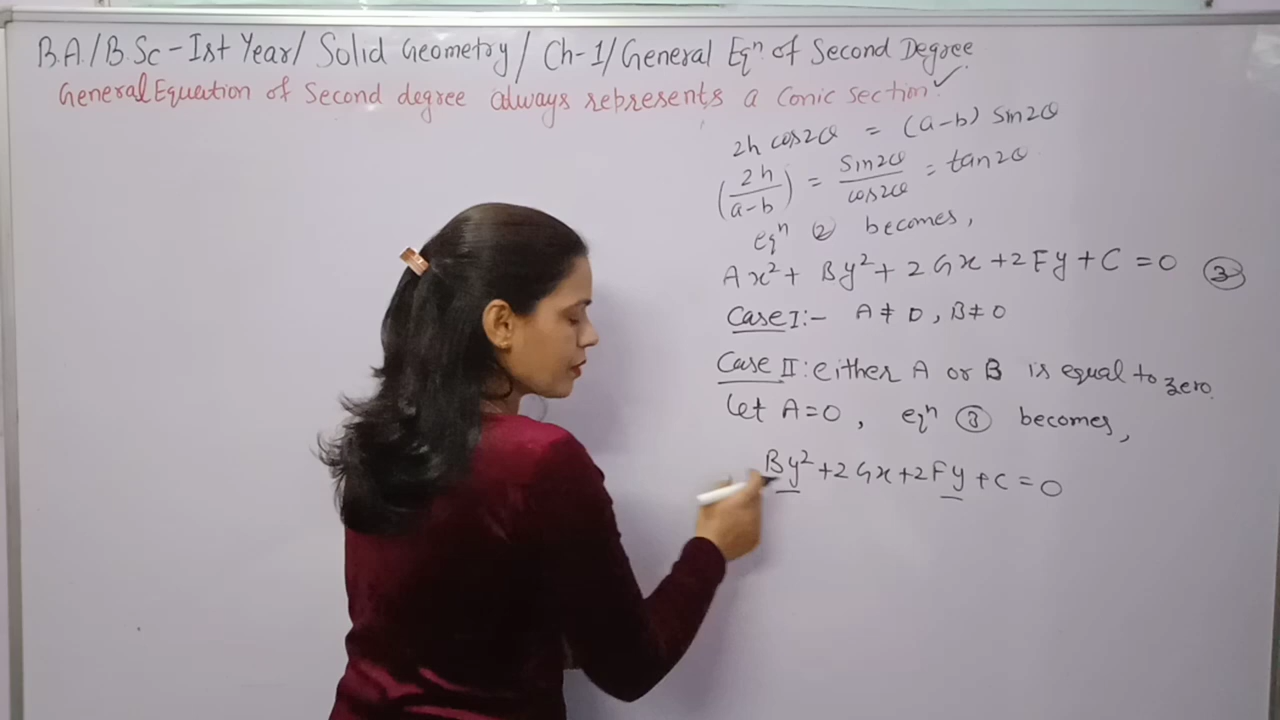 B.A./B.Sc-Ist Year/ Solid Geometry/ Ch-1/General Eqⁿ of Second Degree
General Equation of Second degree always represents a Conic section ✓
2h cos2θ = (a-b) sin2θ
(2h/a-b) = sin2θ/cos2θ = tan2θ
eqⁿ ② becomes,
Ax² + By² + 2Gx + 2Fy + C = 0 ③
Case I:- A ≠ 0, B ≠ 0
Case II: either A or B is equal to zero.
let A=0, eqⁿ ③ becomes,
By² + 2Gx + 2Fy + C = 0